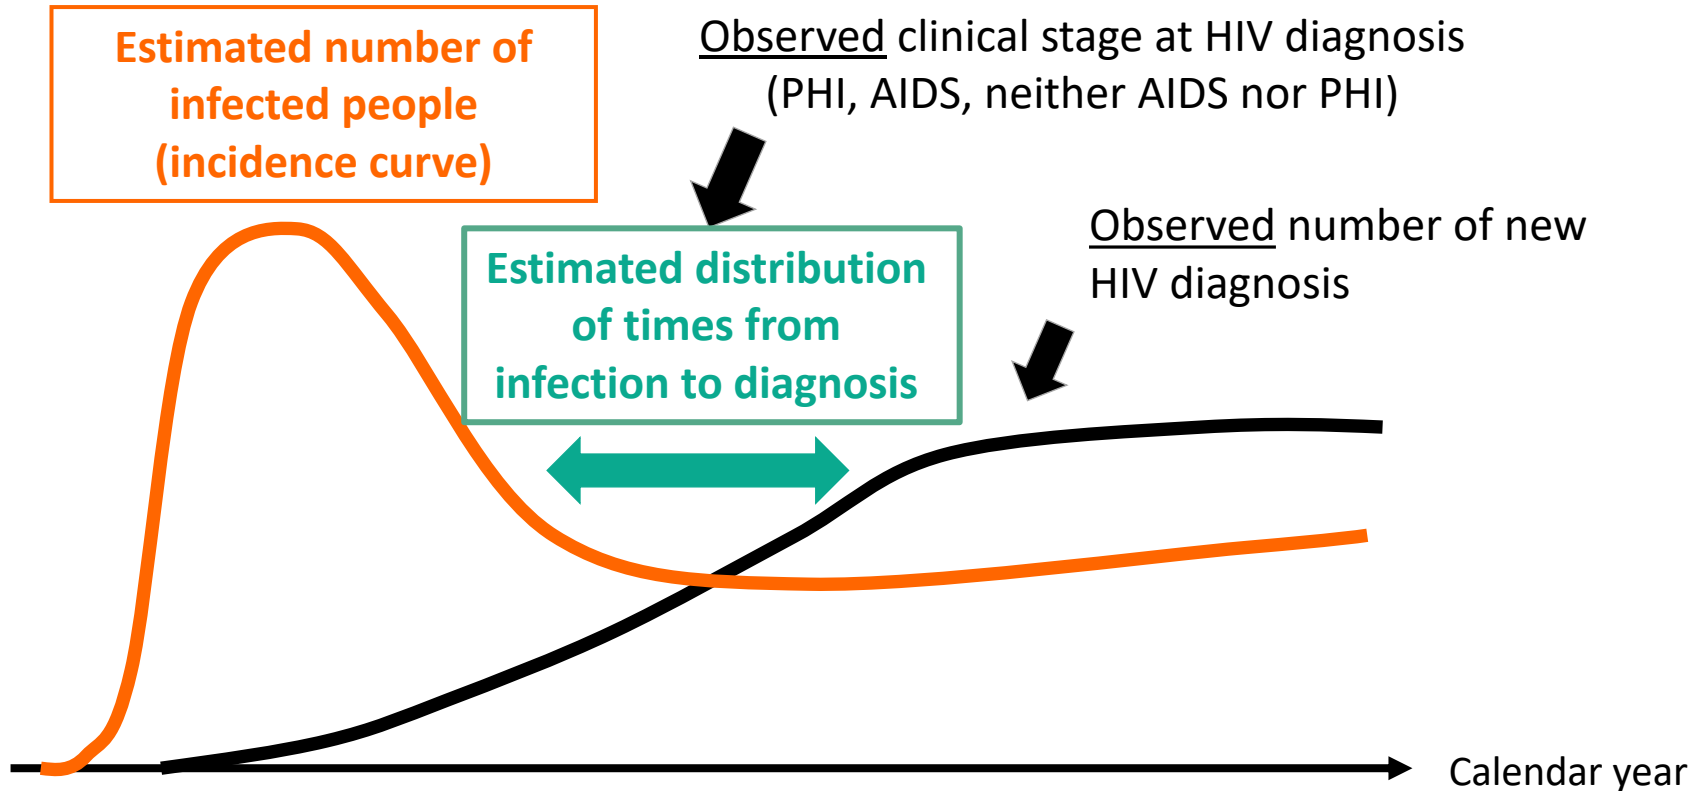 Estimated number of
infected people
(incidence curve)
Observed clinical stage at HIV diagnosis
(PHI, AIDS, neither AIDS nor PHI)
Estimated distribution
of times from
infection to diagnosis
Observed number of new
HIV diagnosis
Calendar year